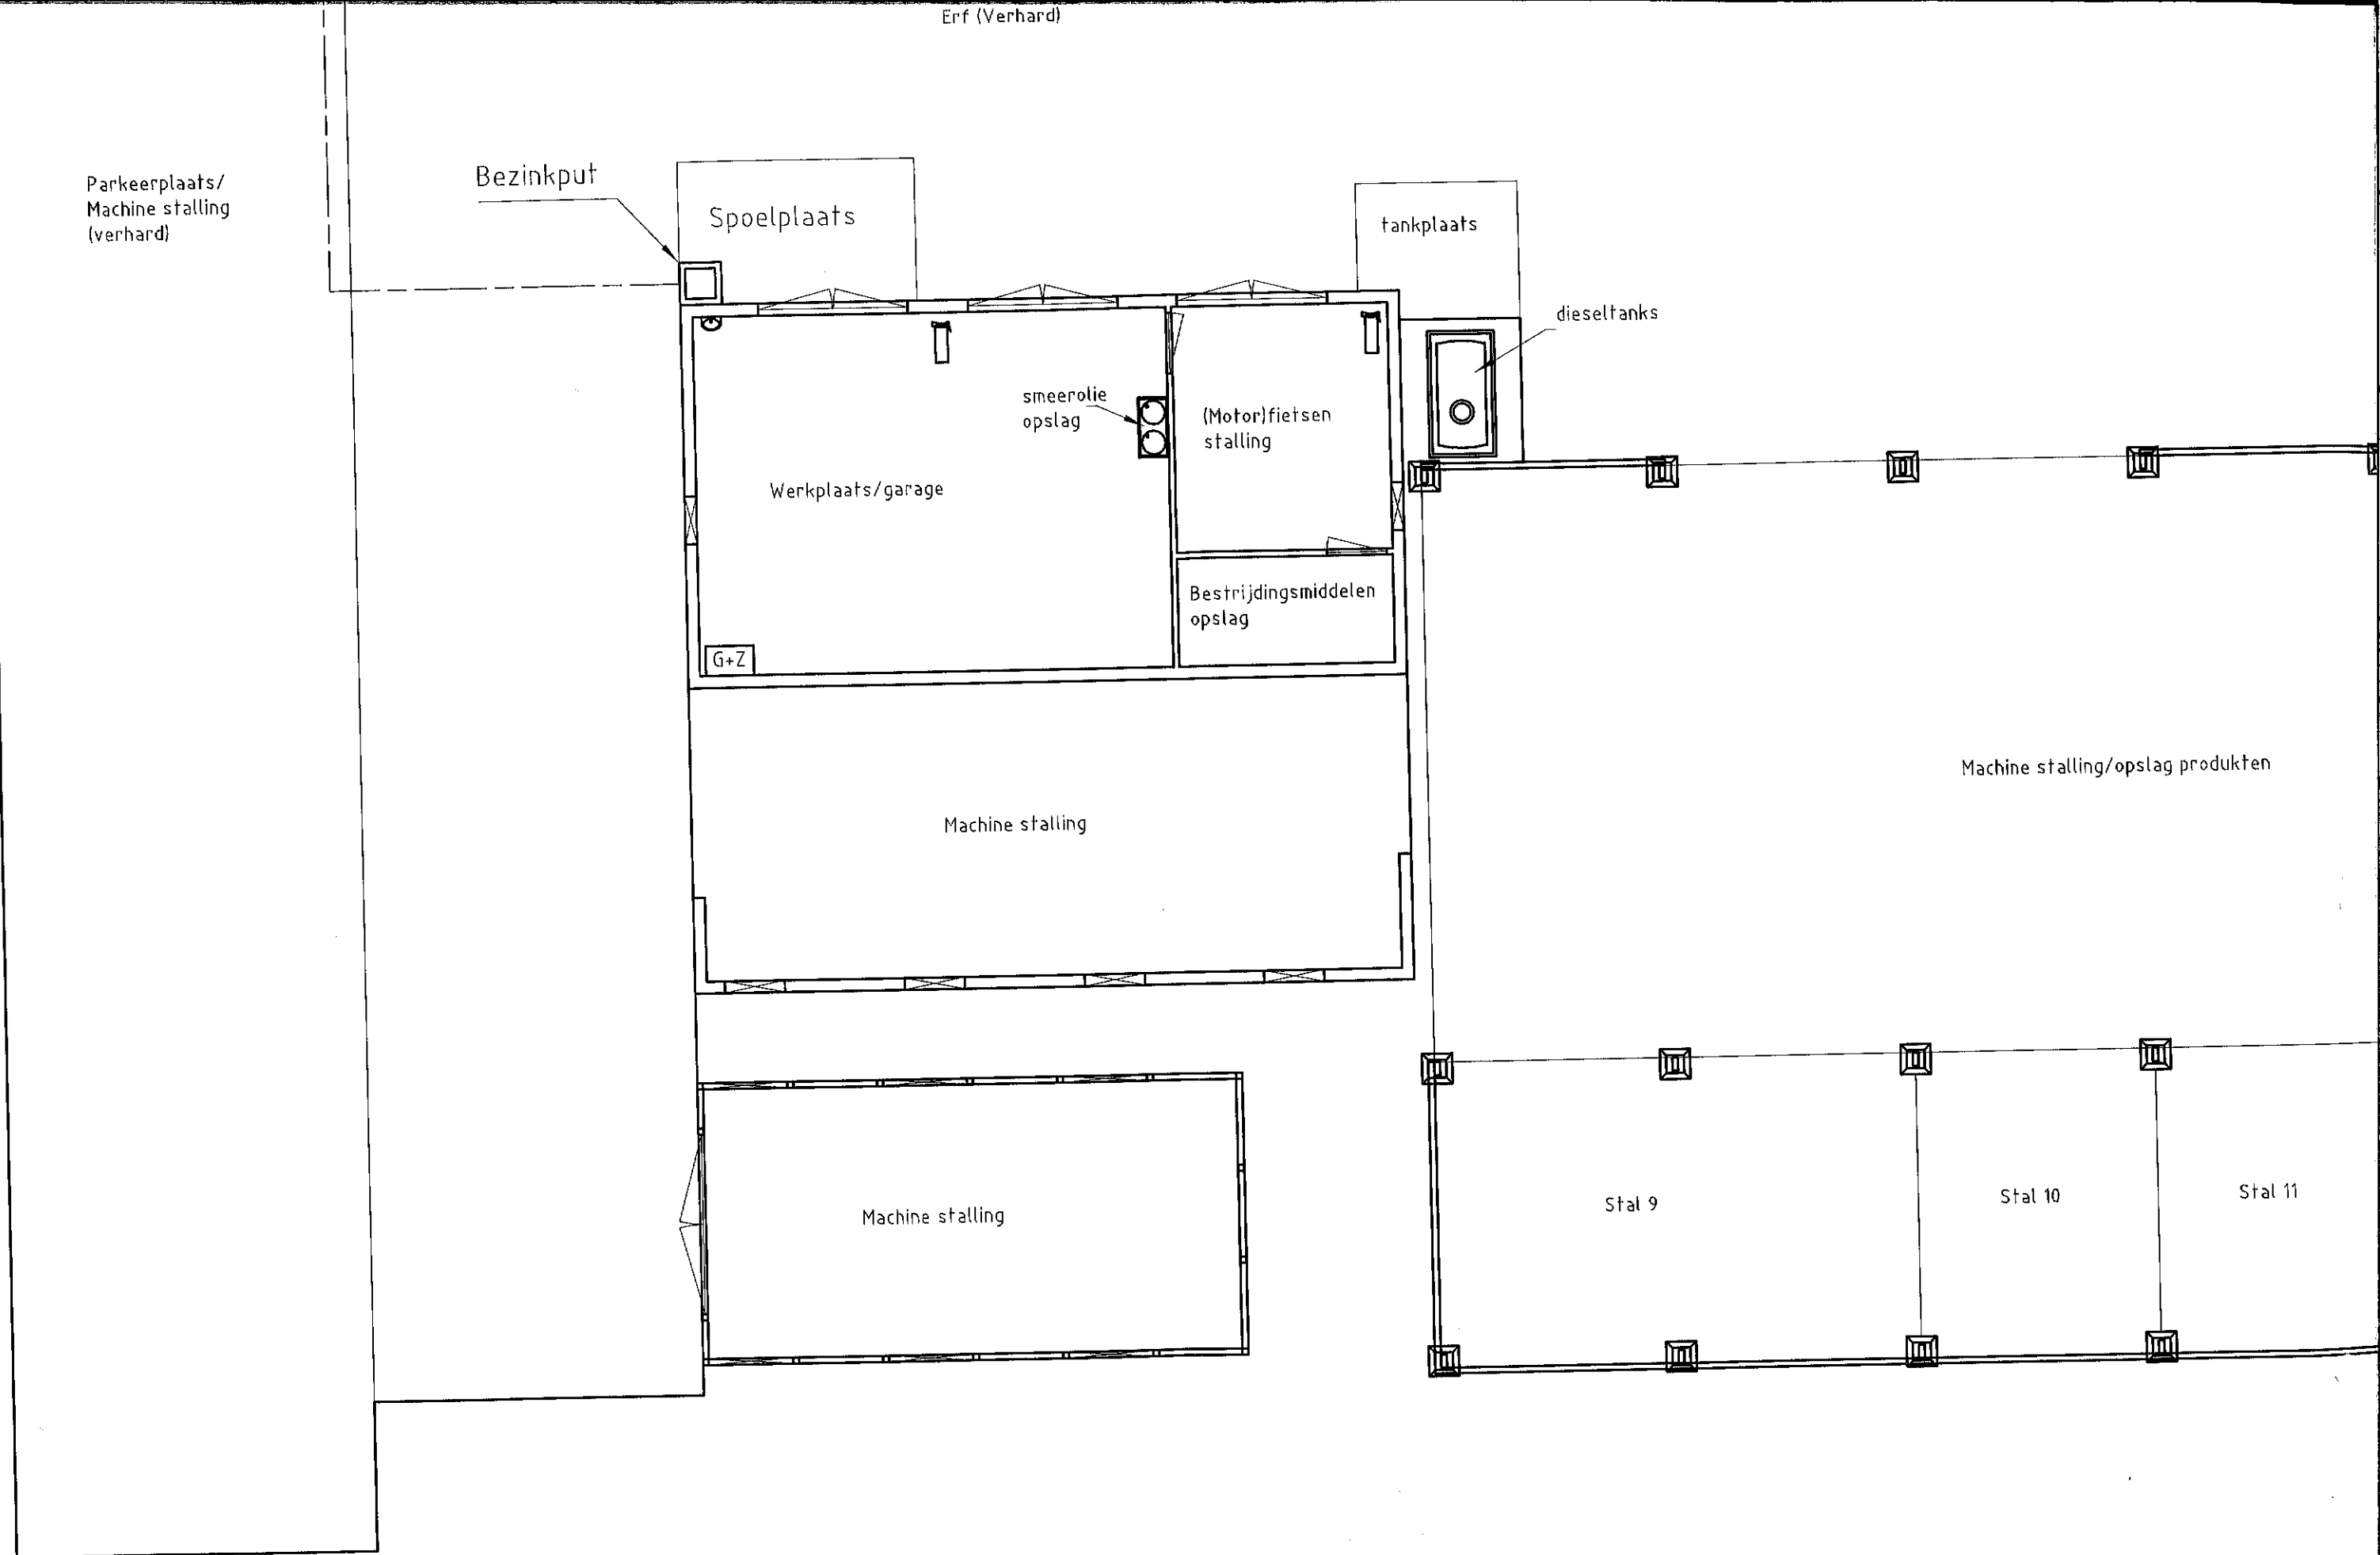 Erf (Verhard)
Parkeerplaats/
Machine stalling
(verhard)
Bezinkput
Spoelplaats
tankplaats
dieseltanks
smeerolie
opslag
(Motor)fietsen
stalling
Werkplaats/garage
Bestrijdingsmiddelen
opslag
G+Z
Machine stalling/opslag produkten
Machine stalling
Machine stalling
Stal 9
Stal 10
Stal 11